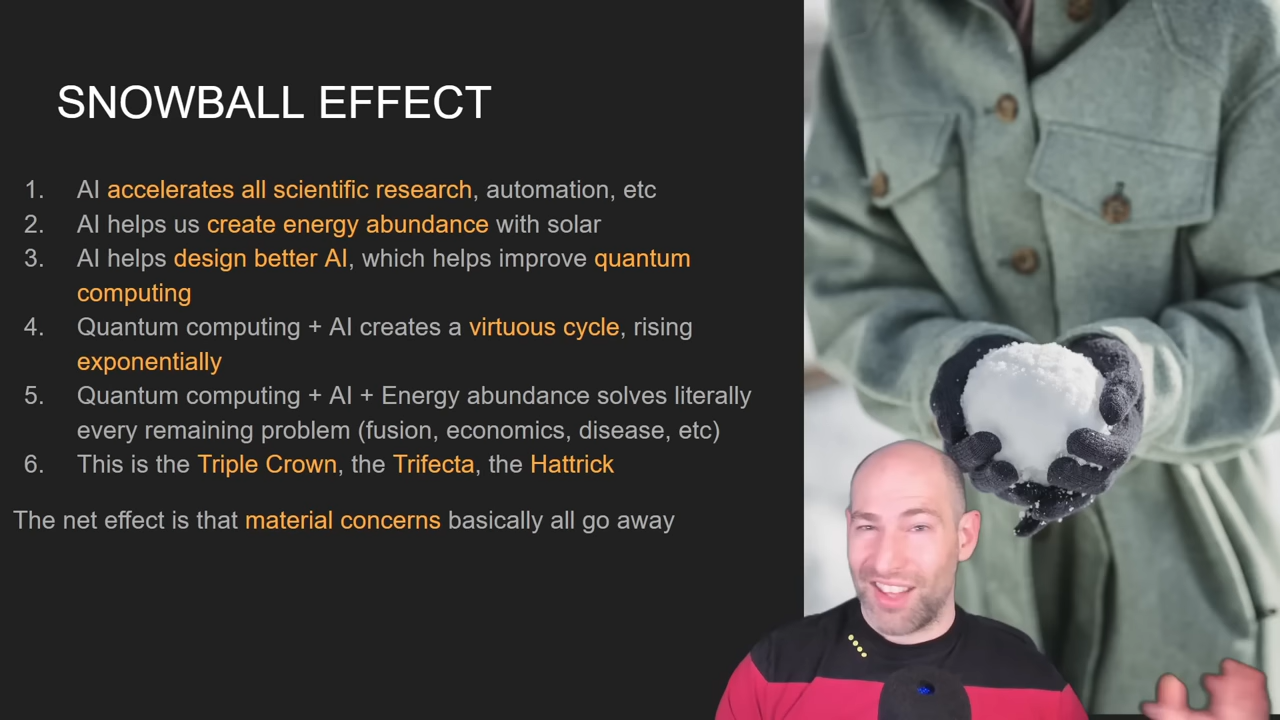 SNOWBALL EFFECT
1. AI accelerates all scientific research, automation, etc
2. AI helps us create energy abundance with solar
3. AI helps design better AI, which helps improve quantum
computing
4. Quantum computing + AI creates a virtuous cycle, rising
exponentially
5. Quantum computing + AI + Energy abundance solves literally
every remaining problem (fusion, economics, disease, etc)
6. This is the Triple Crown, the Trifecta, the Hattrick
The net effect is that material concerns basically all go away